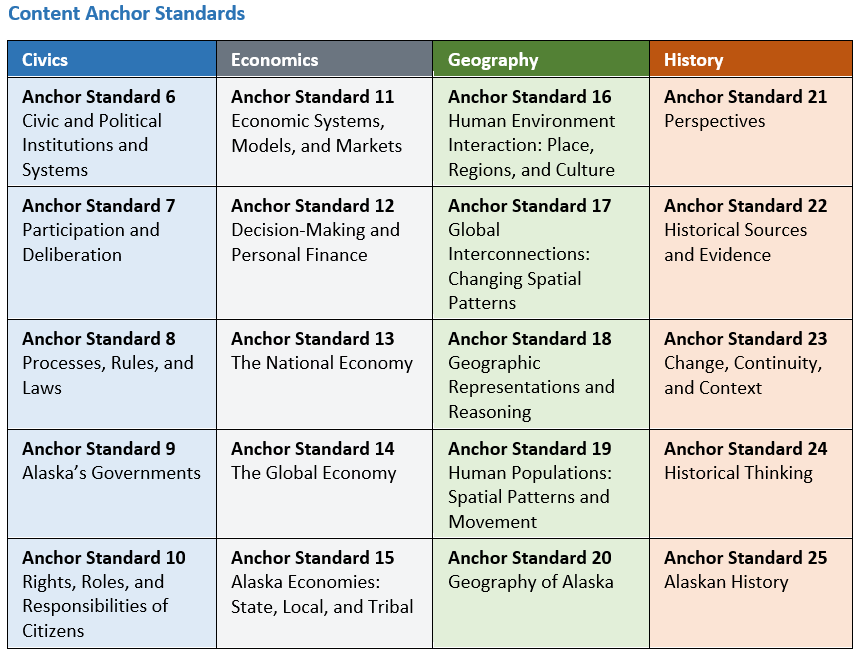 Content Anchor Standards
Civics
Economics
Geography
History
Anchor Standard 6
Civic and Political
Institutions and
Systems
Anchor Standard 11
Economic Systems,
Models, and Markets
Anchor Standard 16
Human Environment
Interaction: Place,
Regions, and Culture
Anchor Standard 21
Perspectives
Anchor Standard 7
Participation and
Deliberation
Anchor Standard 12
Decision-Making and
Personal Finance
Anchor Standard 17
Global
Interconnections:
Changing Spatial
Patterns
Anchor Standard 22
Historical Sources
and Evidence
Anchor Standard 8
Processes, Rules, and
Laws
Anchor Standard 13
The National Economy
Anchor Standard 18
Geographic
Representations and
Reasoning
Anchor Standard 23
Change, Continuity,
and Context
Anchor Standard 9
Alaska’s Governments
Anchor Standard 14
The Global Economy
Anchor Standard 19
Human Populations:
Spatial Patterns and
Movement
Anchor Standard 24
Historical Thinking
Anchor Standard 10
Rights, Roles, and
Responsibilities of
Citizens
Anchor Standard 15
Alaska Economies:
State, Local, and Tribal
Anchor Standard 20
Geography of Alaska
Anchor Standard 25
Alaskan History